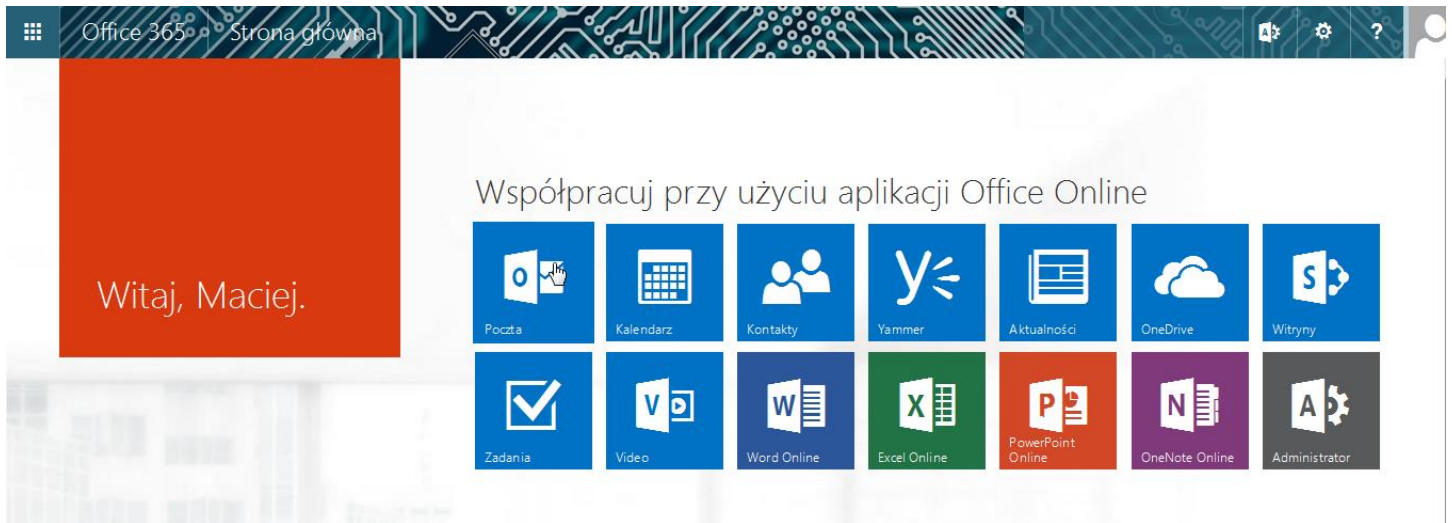 Office 365 Strona główna
?
Witaj, Maciej.
Współpracuj przy użyciu aplikacji Office Online
Poczta Kalendarz Kontakty Yammer Aktualności OneDrive Witryny
Zadania Video Word Online Excel Online PowerPoint Online OneNote Online Administrator